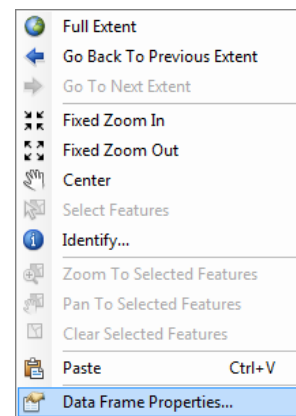 Full Extent
Go Back To Previous Extent
Go To Next Extent
Fixed Zoom In
Fixed Zoom Out
Center
Select Features
Identify...
Zoom To Selected Features
Pan To Selected Features
Clear Selected Features
Paste Ctrl+V
Data Frame Properties...